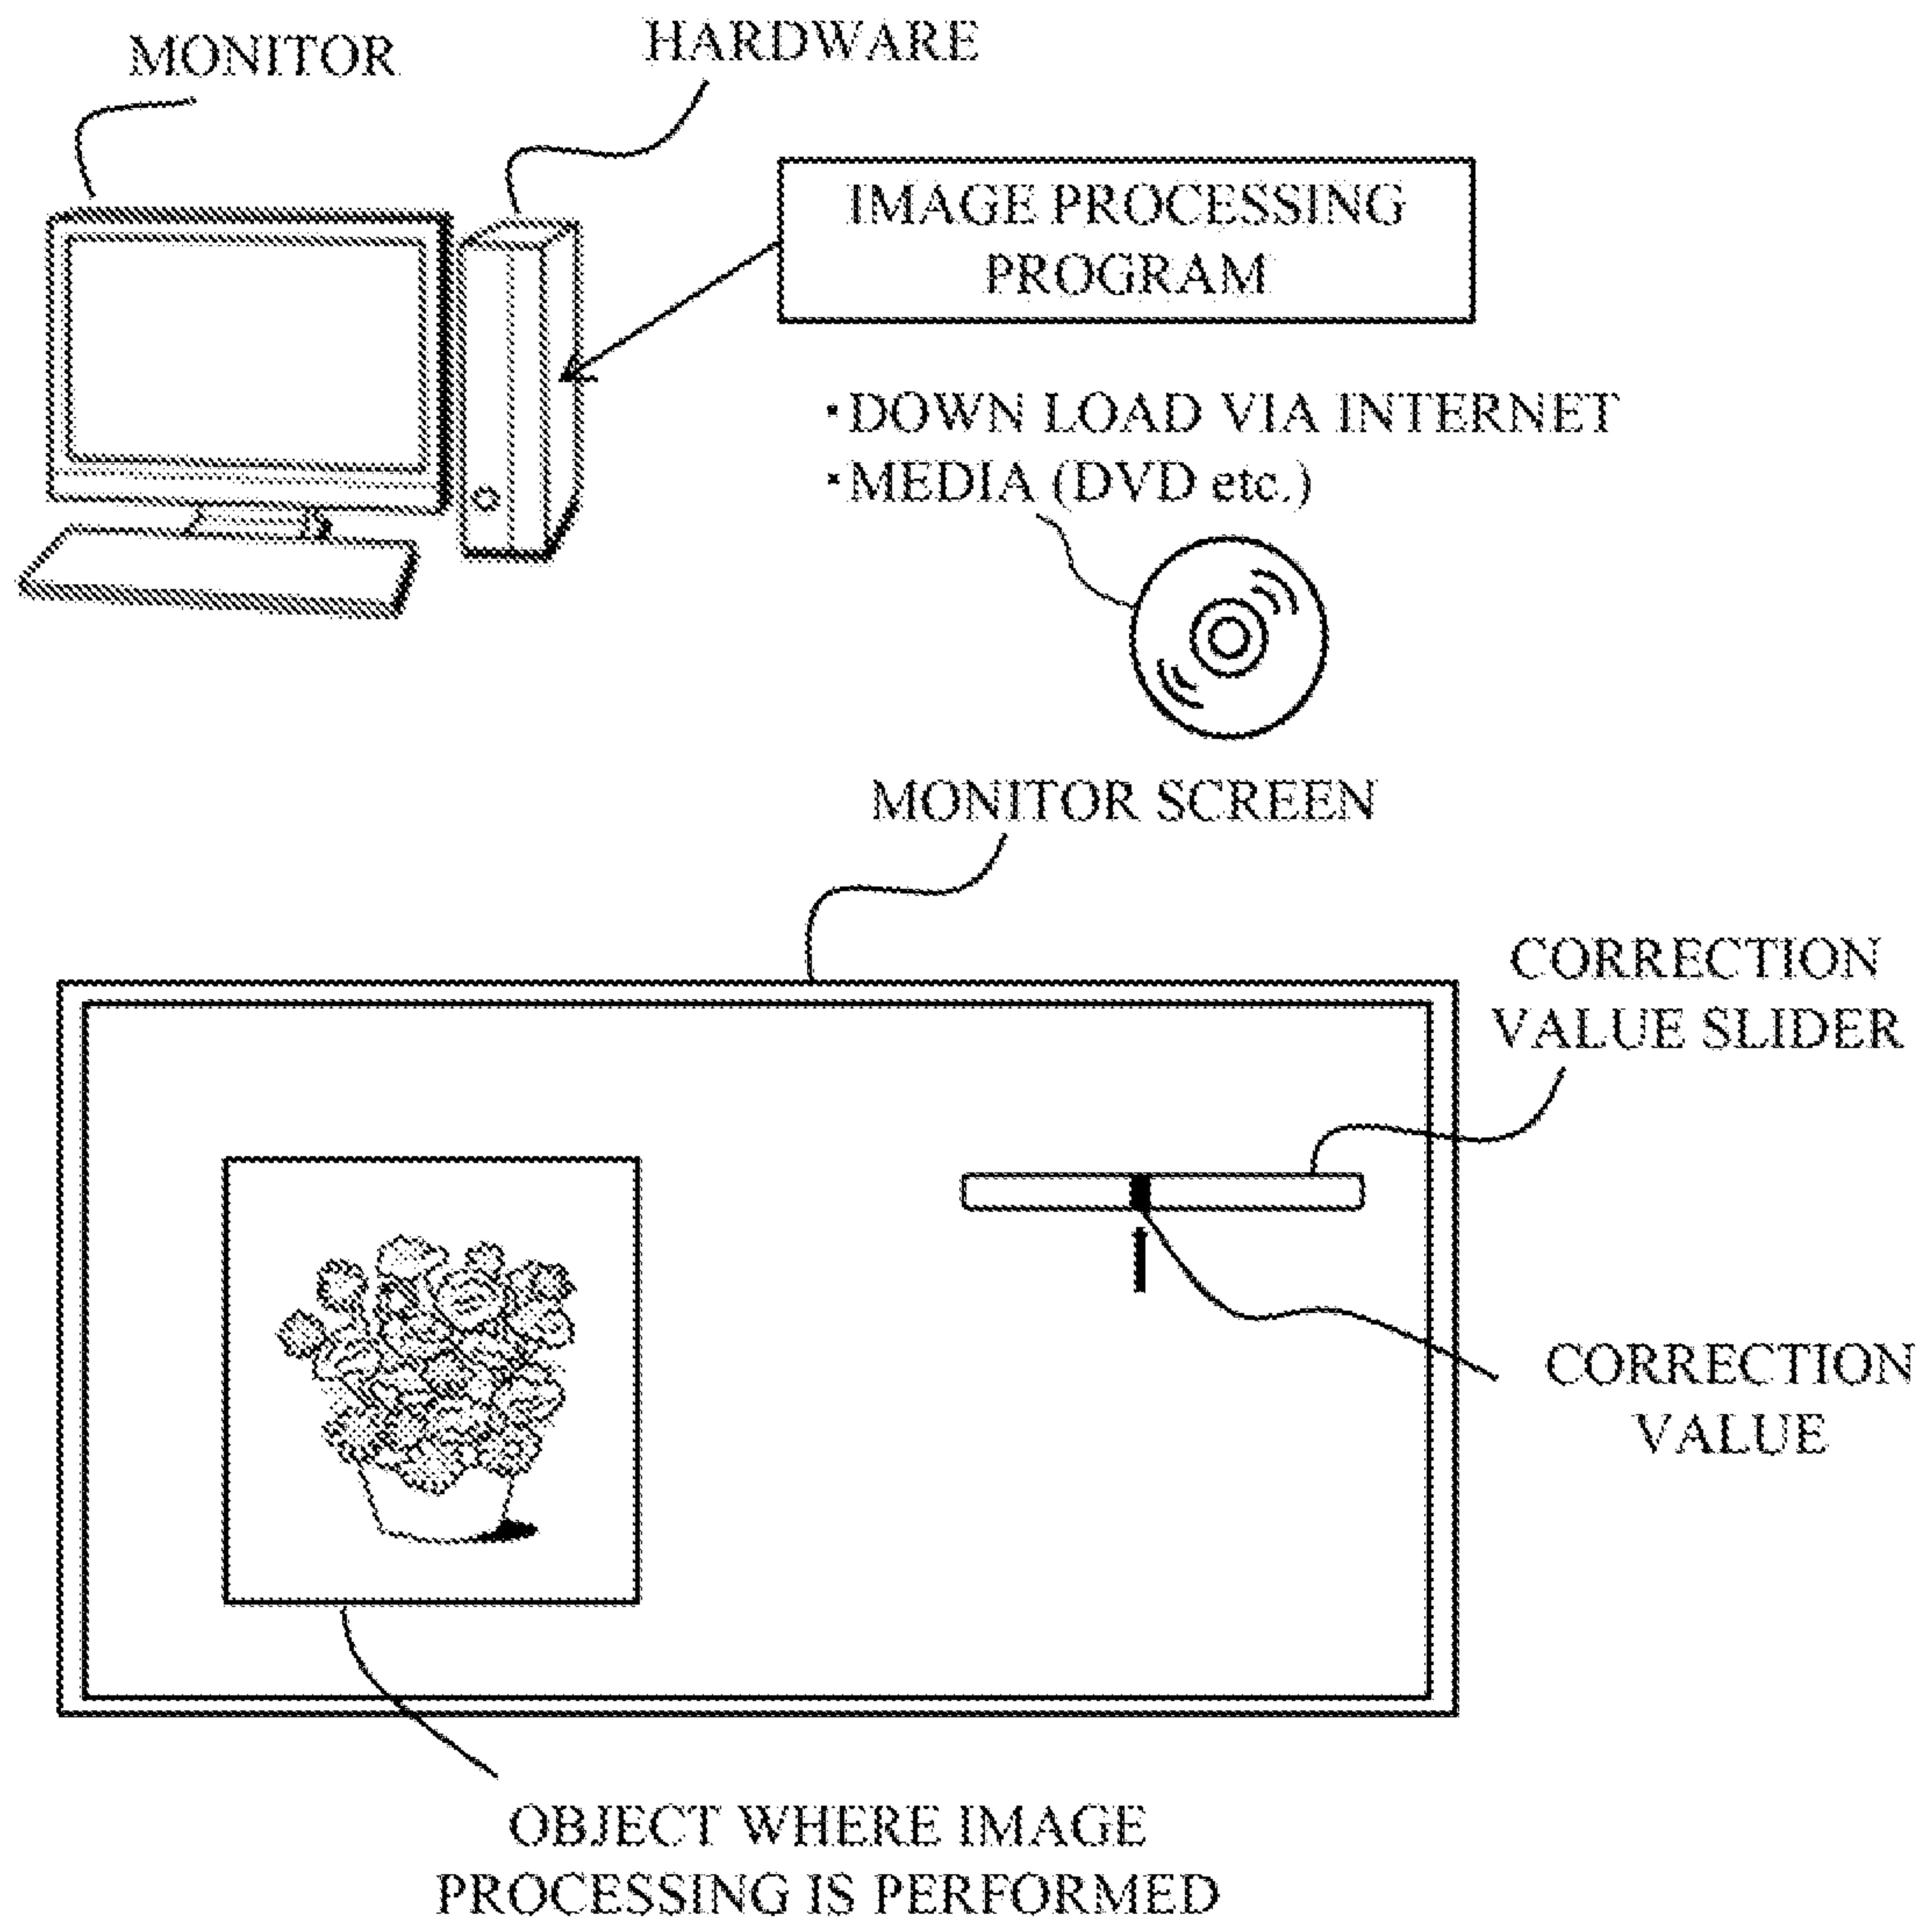 MONITOR
HARDWARE
IMAGE PROCESSING
PROGRAM
・DOWN LOAD VIA INTERNET
・MEDIA (DVD etc.)
MONITOR SCREEN
CORRECTION
VALUE SLIDER
CORRECTION
VALUE
OBJECT WHERE IMAGE
PROCESSING IS PERFORMED